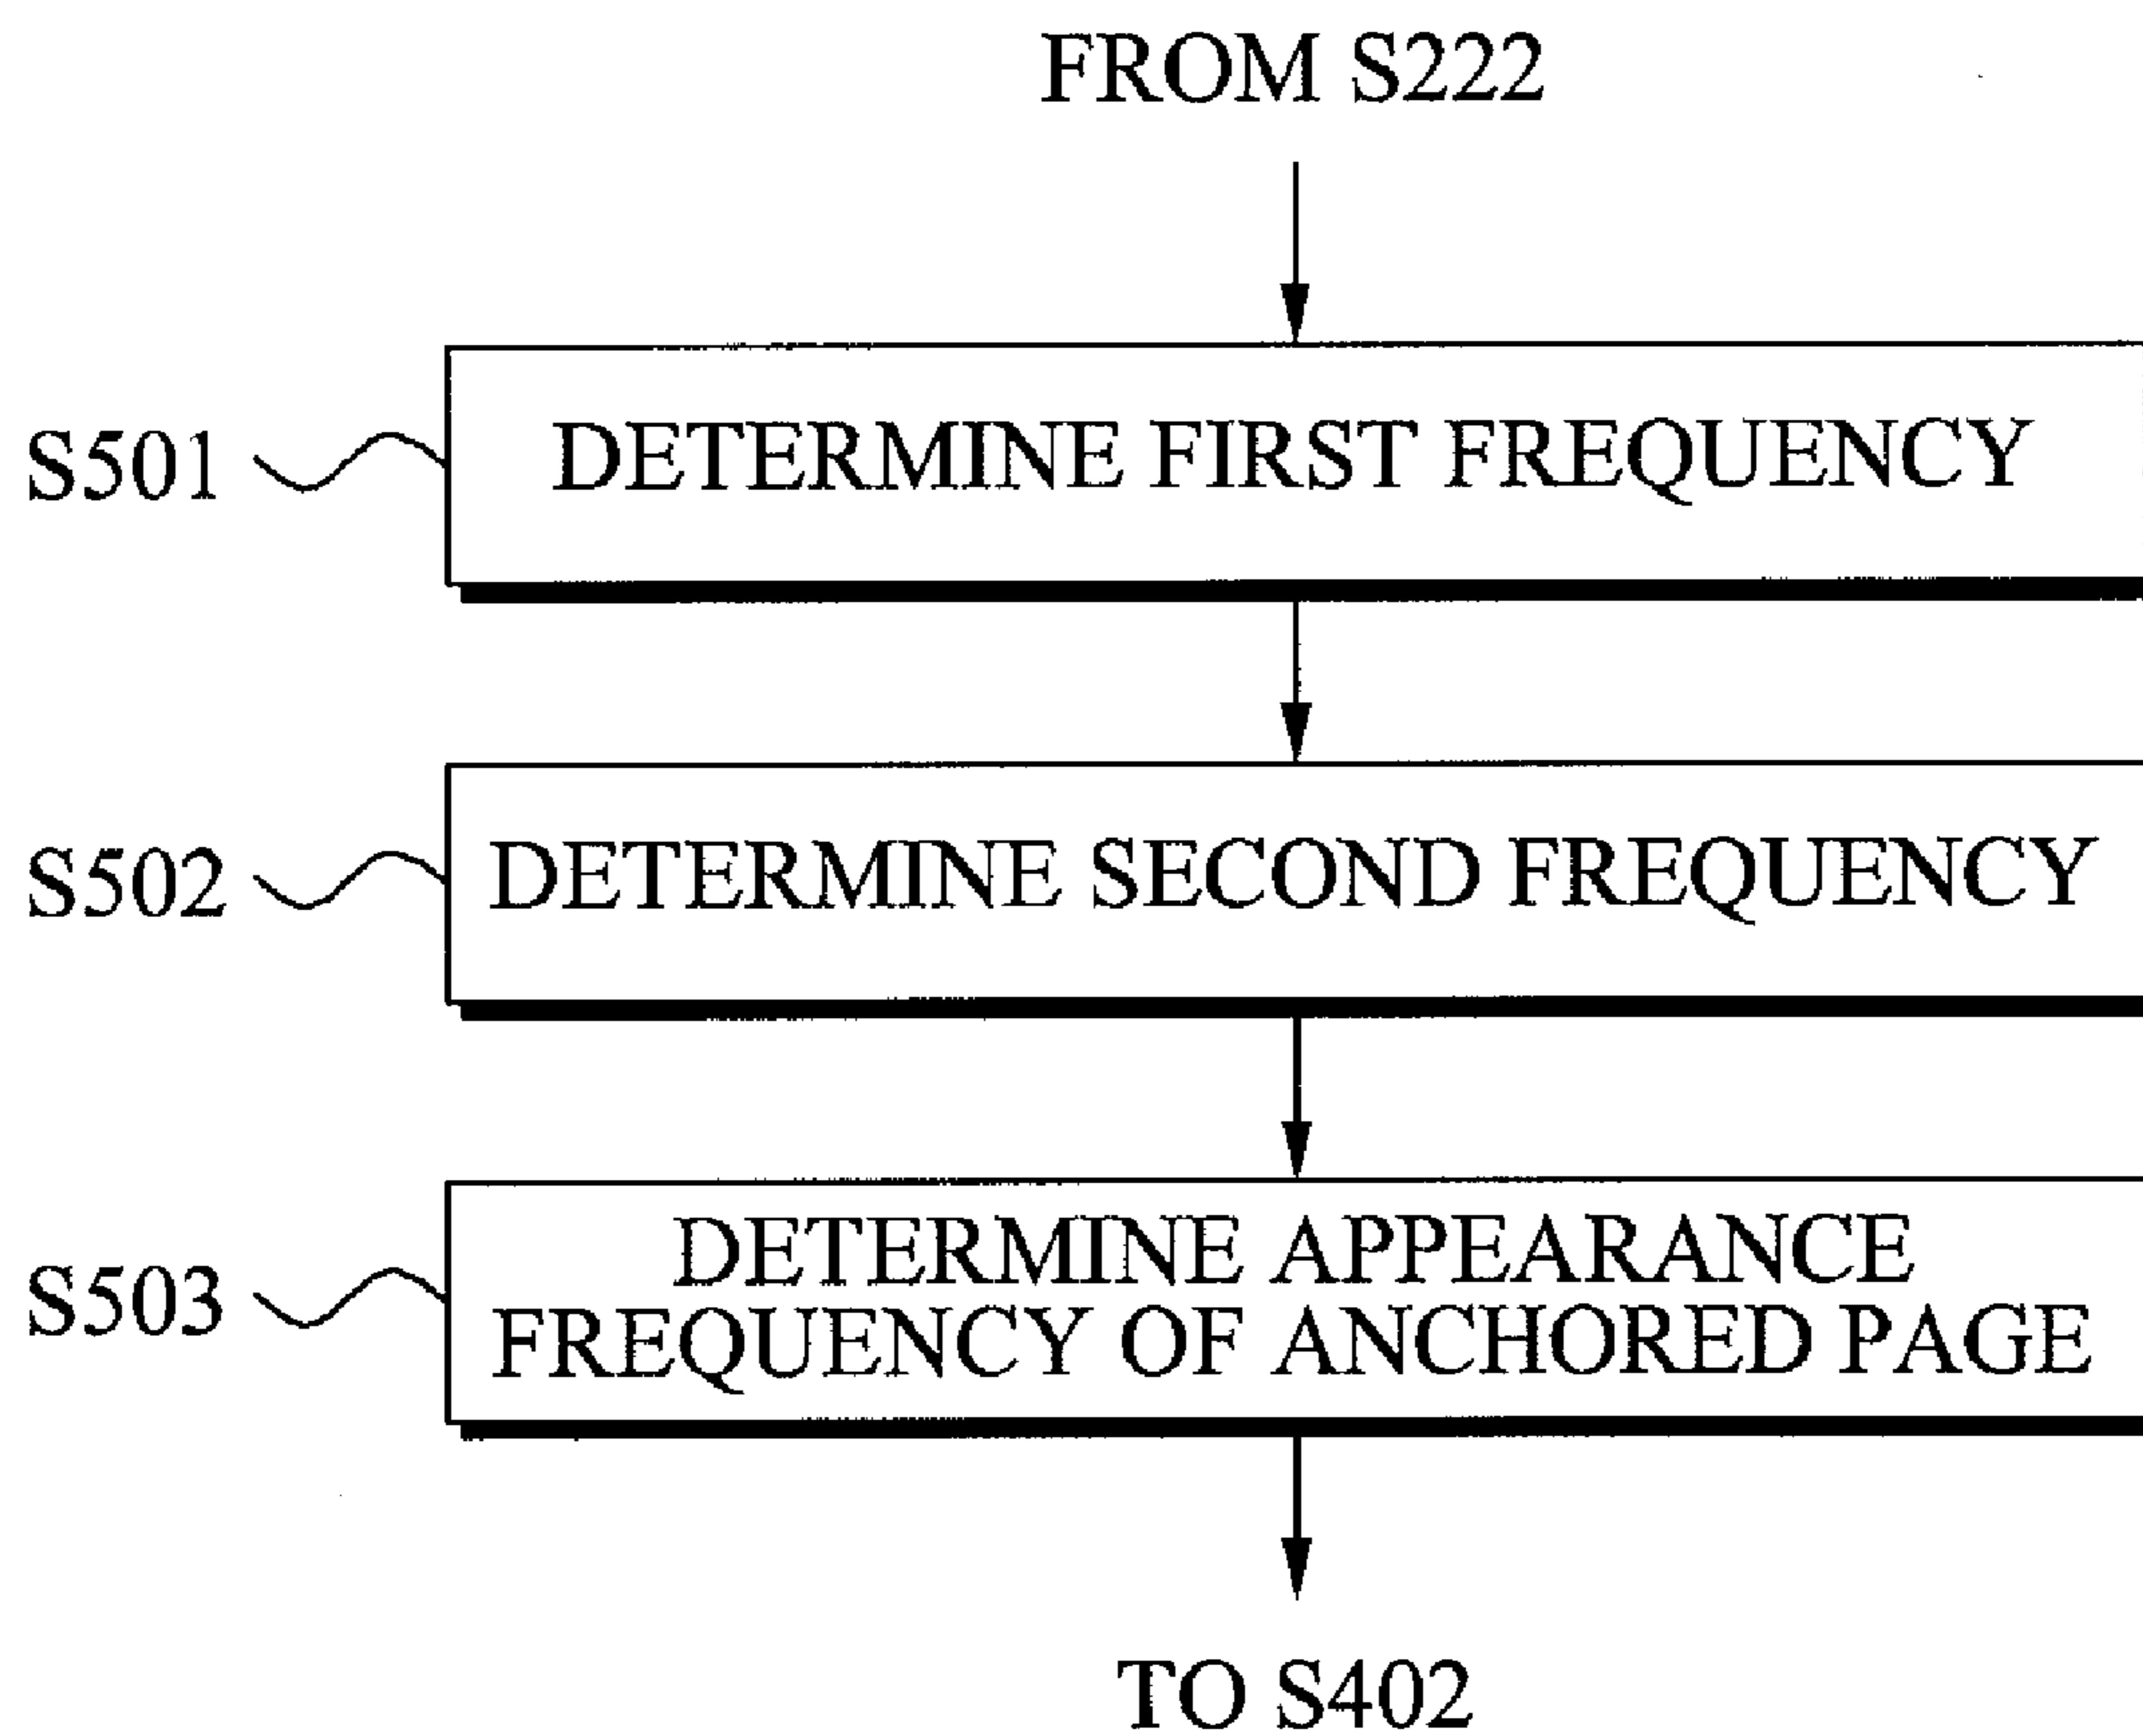 FROM S222
S501 DETERMINE FIRST FREQUENCY
S502 DETERMINE SECOND FREQUENCY
S503 DETERMINE APPEARANCE
FREQUENCY OF ANCHORED PAGE
TO S402